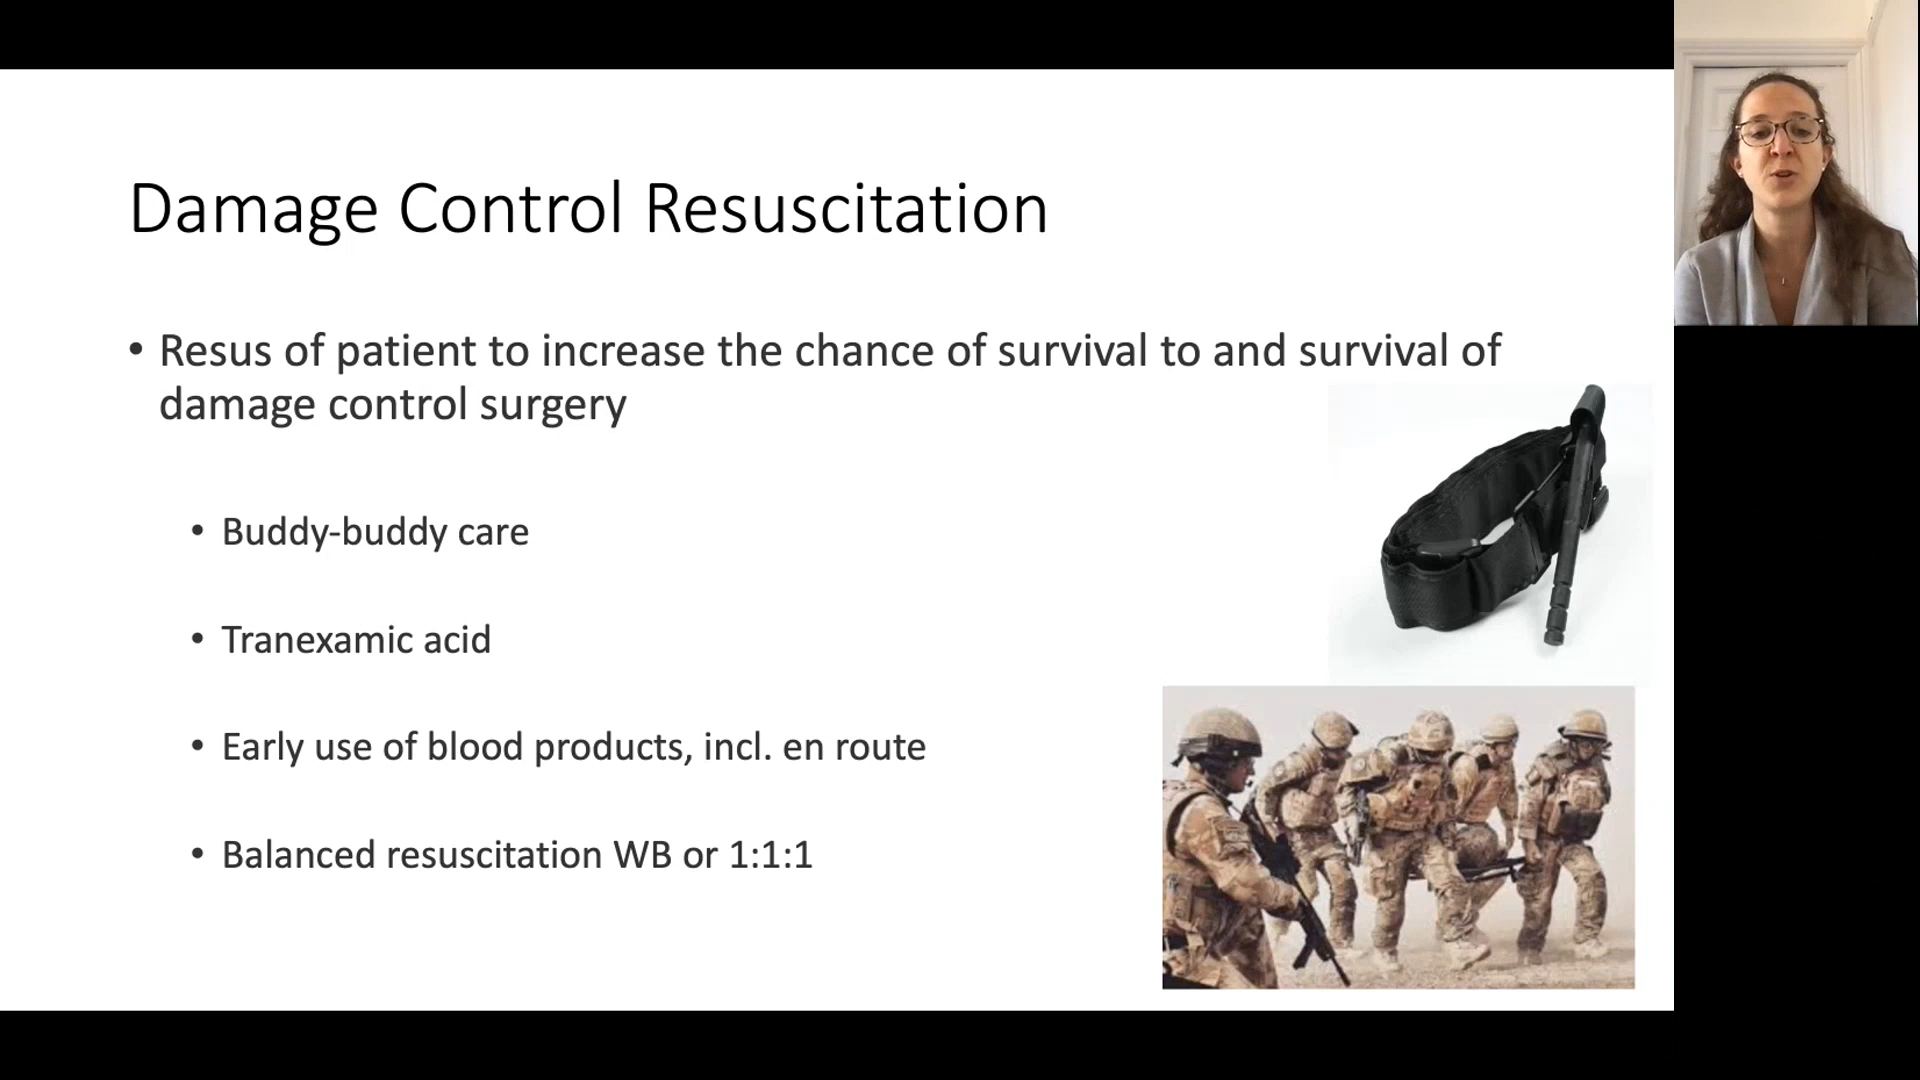 Damage Control Resuscitation
• Resus of patient to increase the chance of survival to and survival of
damage control surgery
• Buddy-buddy care
• Tranexamic acid
• Early use of blood products, incl. en route
• Balanced resuscitation WB or 1:1:1